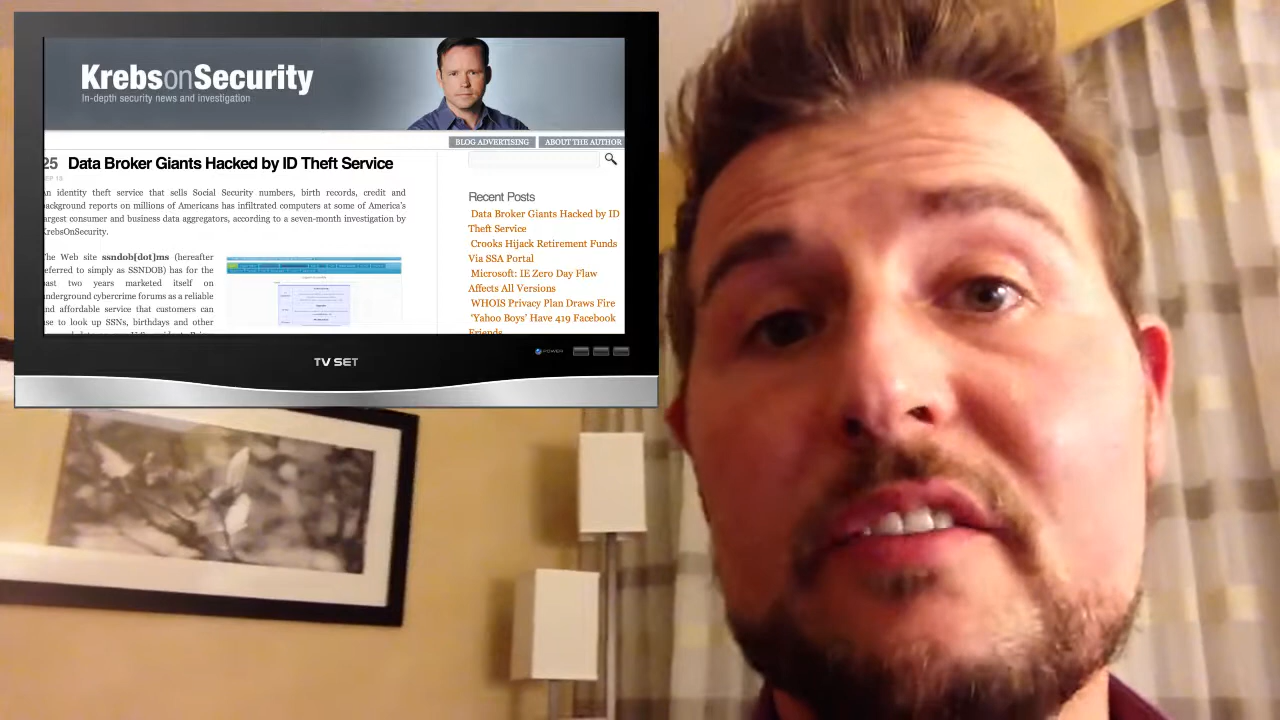 KrebsonSecurity
In-depth security news and investigation
BLOG ADVERTISING
ABOUT THE AUTHOR
25 Data Broker Giants Hacked by ID Theft Service
EP 13
An identity theft service that sells Social Security numbers, birth records, credit and
background reports on millions of Americans has infiltrated computers at some of America's
largest consumer and business data aggregators, according to a seven-month investigation by
KrebsOnSecurity.
The Web site ssndob[dot]ms (hereafter
referred to simply as SSNDOB) has for the
past two years marketed itself on
underground cybercrime forums as a reliable
and affordable service that customers can
use to look up SSNs, birthdays and other
Recent Posts
Data Broker Giants Hacked by ID
Theft Service
Crooks Hijack Retirement Funds
Via SSA Portal
Microsoft: IE Zero Day Flaw
Affects All Versions
WHOIS Privacy Plan Draws Fire
'Yahoo Boys' Have 419 Facebook
Friends
TV SET
POWER